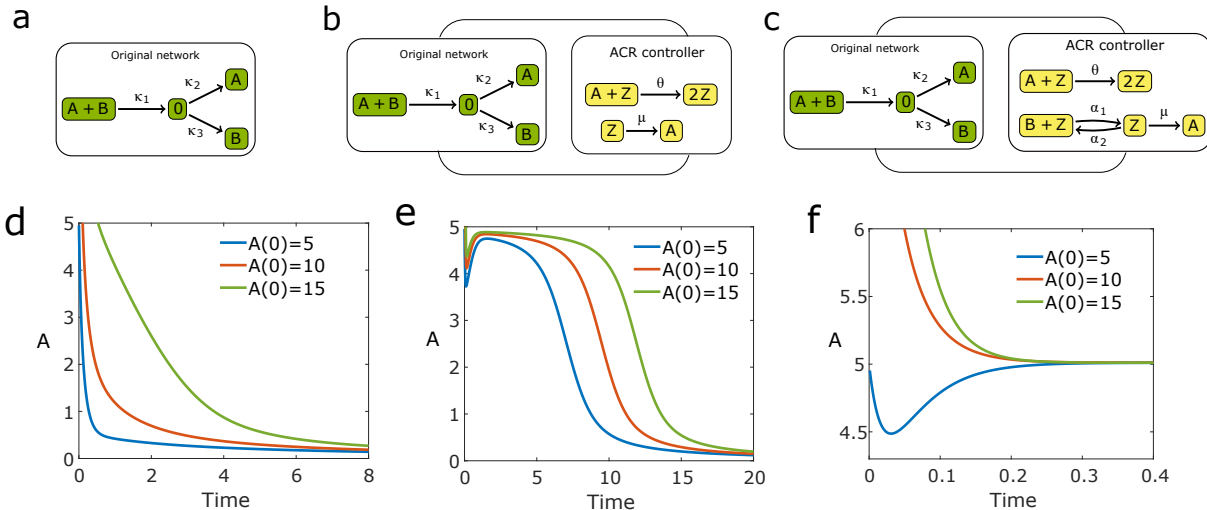 a
Original network
A + B
κ1
0
κ2
A
κ3
B
b
Original network
A + B
κ1
0
κ2
A
κ3
B
ACR controller
A + Z
θ
2Z
Z
μ
A
c
Original network
A + B
κ1
0
κ2
A
κ3
B
ACR controller
A + Z
θ
2Z
B + Z
α1
α2
Z
μ
A
d
5
4
3
2
1
0
A
0
2
4
6
8
Time
A(0)=5
A(0)=10
A(0)=15
e
5
4
3
2
1
0
A
0
5
10
15
20
Time
A(0)=5
A(0)=10
A(0)=15
f
6
5.5
5
4.5
A
0
0.1
0.2
0.3
0.4
Time
A(0)=5
A(0)=10
A(0)=15